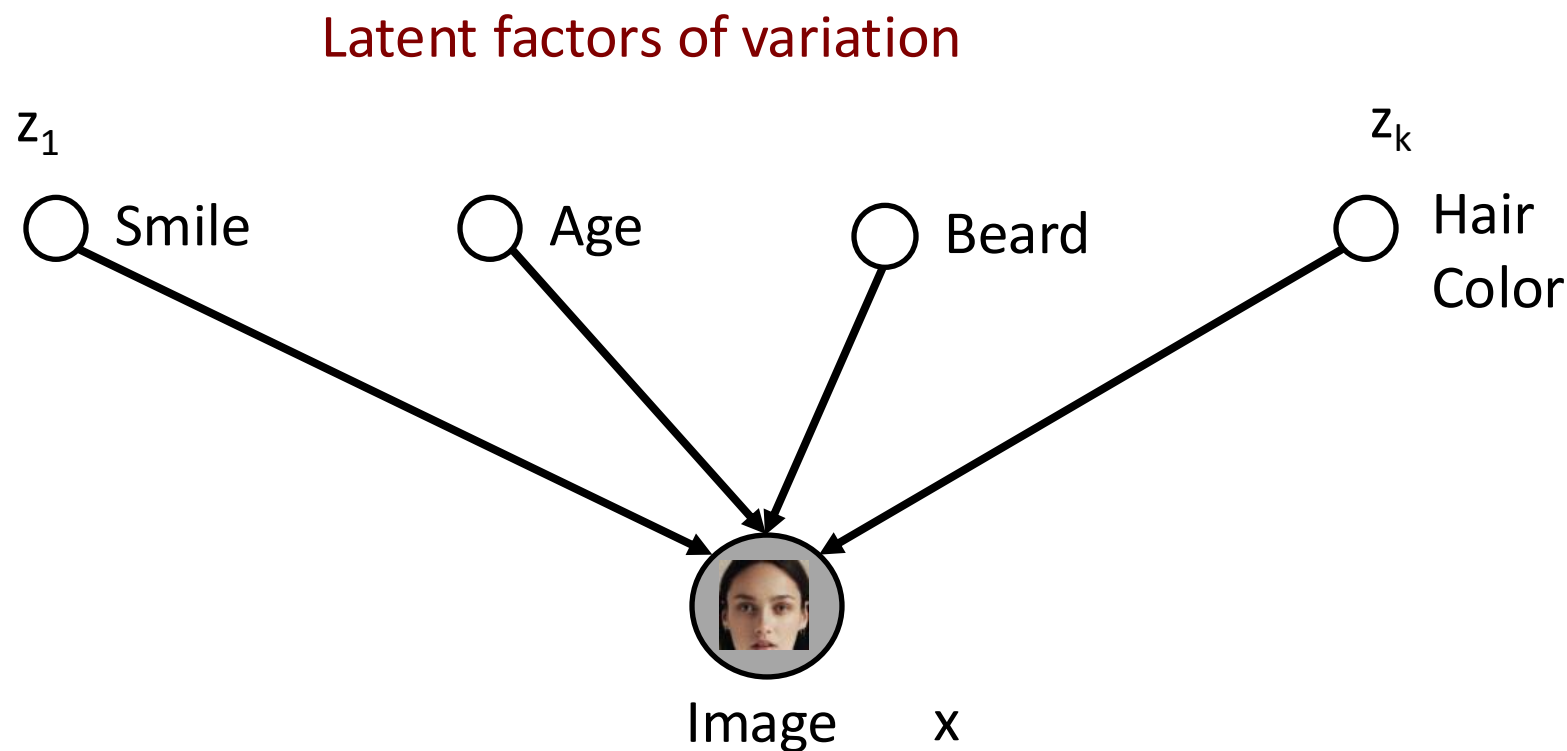 Latent factors of variation
z₁
zₖ
Smile
Age
Beard
Hair
Color
Image
x